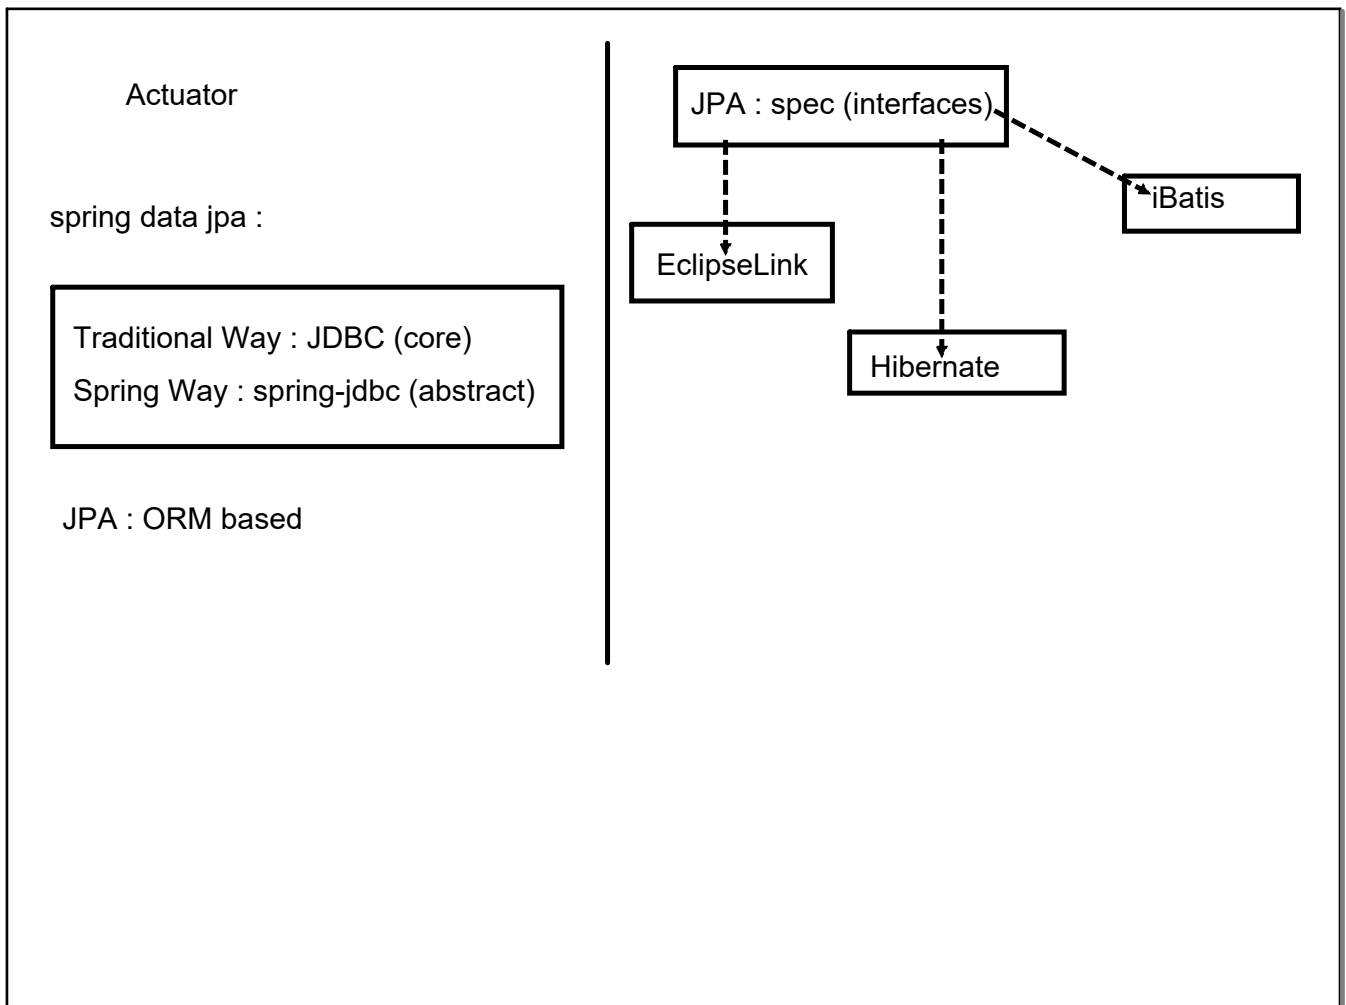 Actuator
spring data jpa :
Traditional Way : JDBC (core)
Spring Way : spring-jdbc (abstract)
JPA : ORM based
JPA : spec (interfaces)
iBatis
EclipseLink
Hibernate